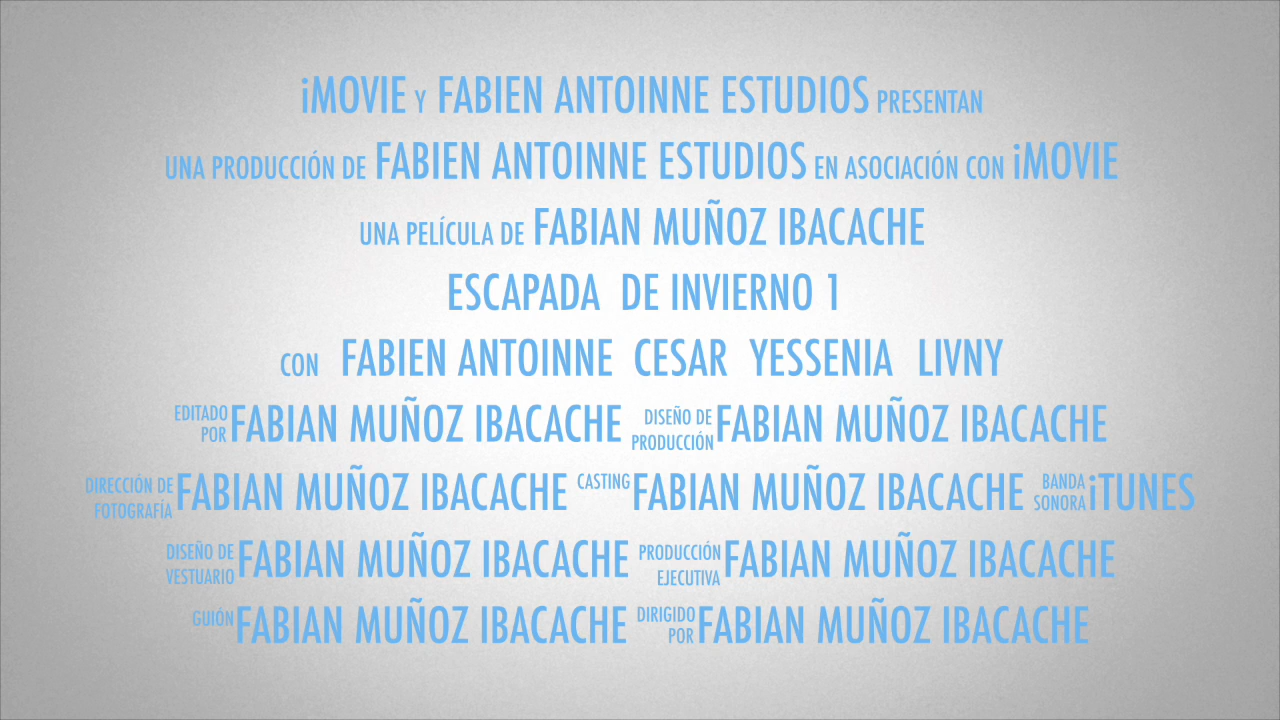 iMOVIE Y FABIEN ANTOINNE ESTUDIOS PRESENTAN
UNA PRODUCCIÓN DE FABIEN ANTOINNE ESTUDIOS EN ASOCIACIÓN CON iMOVIE
UNA PELÍCULA DE FABIAN MUÑOZ IBACACHE
ESCAPADA DE INVIERNO 1
CON FABIEN ANTOINNE CESAR YESSENIA LIVNY
EDITADO POR FABIAN MUÑOZ IBACACHE DISEÑO DE PRODUCCIÓN FABIAN MUÑOZ IBACACHE
DIRECCIÓN DE FOTOGRAFÍA FABIAN MUÑOZ IBACACHE CASTING FABIAN MUÑOZ IBACACHE BANDA SONORA iTUNES
DISEÑO DE VESTUARIO FABIAN MUÑOZ IBACACHE PRODUCCIÓN EJECUTIVA FABIAN MUÑOZ IBACACHE
GUIÓN FABIAN MUÑOZ IBACACHE DIRIGIDO POR FABIAN MUÑOZ IBACACHE